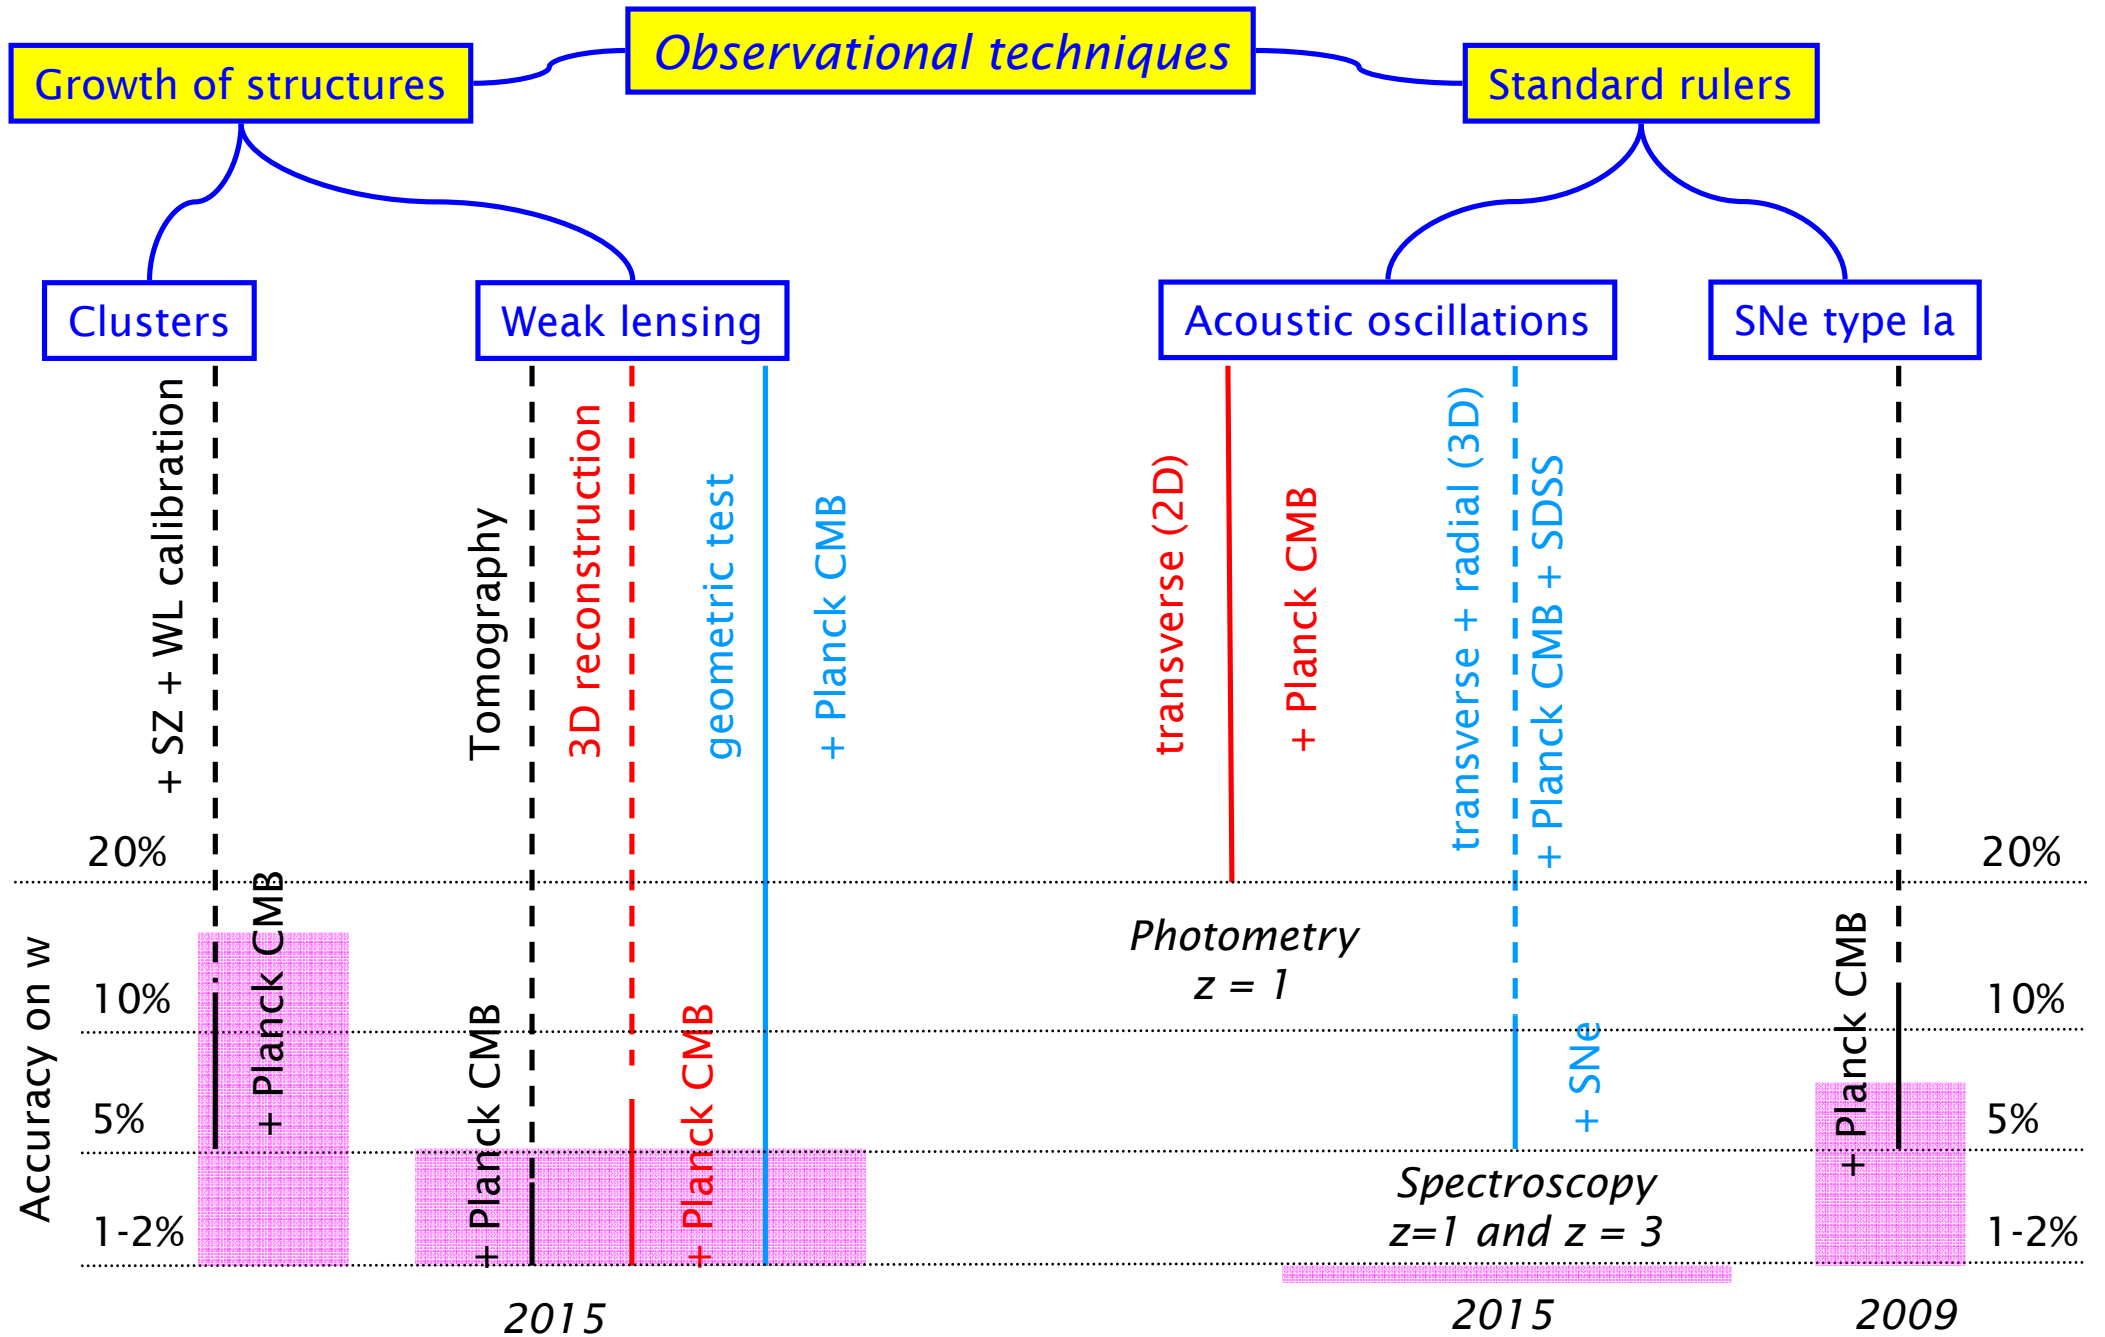 Observational techniques
Growth of structures
Standard rulers
Clusters
Weak lensing
Acoustic oscillations
SNe type Ia
+ SZ + WL calibration
+ Planck CMB
Tomography
+ Planck CMB
3D reconstruction
+ Planck CMB
geometric test
+ Planck CMB
transverse (2D)
+ Planck CMB
transverse + radial (3D)
+ Planck CMB + SDSS
+ SNe
+ Planck CMB
Accuracy on w
20%
10%
5%
1-2%
Photometry
z = 1
Spectroscopy
z=1 and z = 3
20%
10%
5%
1-2%
2015
2015
2009